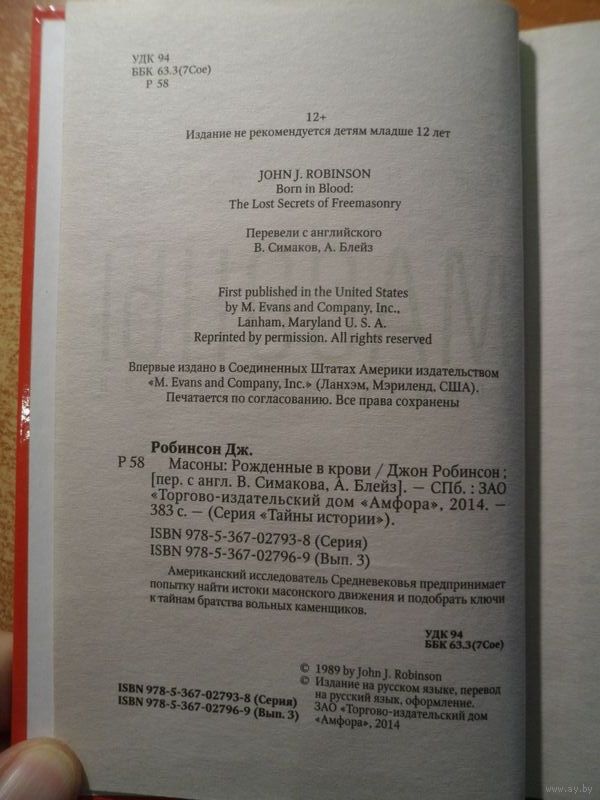 УДК 94
ББК 63.3(7Сое)
Р 58
12+
Издание не рекомендуется детям младше 12 лет
JOHN J. ROBINSON
Born in Blood:
The Lost Secrets of Freemasonry
Перевели с английского
В. Симаков, А. Блейз
First published in the United States
by M. Evans and Company, Inc.,
Lanham, Maryland U. S. A.
Reprinted by permission. All rights reserved
Впервые издано в Соединенных Штатах Америки издательством
«M. Evans and Company, Inc.» (Ланхэм, Мэриленд, США).
Печатается по согласованию. Все права сохранены
Робинсон Дж.
Р 58 Масоны: Рожденные в крови / Джон Робинсон ;
[пер. с англ. В. Симакова, А. Блейз]. — СПб. : ЗАО
«Торгово-издательский дом «Амфора», 2014. —
383 с. — (Серия «Тайны истории»).
ISBN 978-5-367-02793-8 (Серия)
ISBN 978-5-367-02796-9 (Вып. 3)
Американский исследователь Средневековья предпринимает
попытку найти истоки масонского движения и подобрать ключи
к тайнам братства вольных каменщиков.
УДК 94
ББК 63.3(7Сое)
© 1989 by John J. Robinson
© Издание на русском языке, перевод
на русский язык, оформление.
ЗАО «Торгово-издательский дом
«Амфора», 2014
ISBN 978-5-367-02793-8 (Серия)
ISBN 978-5-367-02796-9 (Вып. 3)
www.ay.by